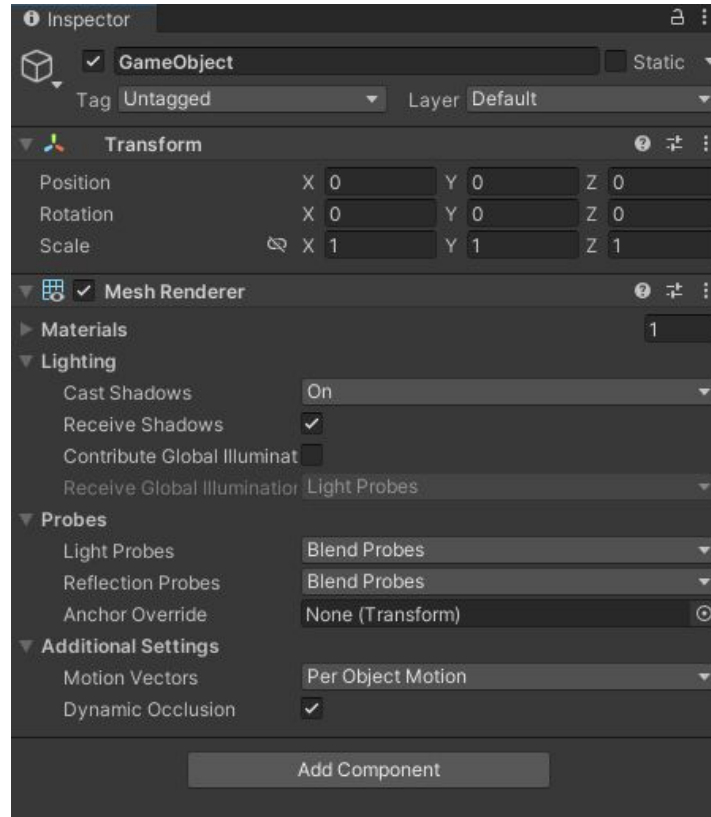 Inspector
GameObject Static
Tag Untagged Layer Default
Transform
Position X 0 Y 0 Z 0
Rotation X 0 Y 0 Z 0
Scale X 1 Y 1 Z 1
Mesh Renderer
Materials 1
Lighting
Cast Shadows On
Receive Shadows
Contribute Global Illuminat
Receive Global Illumination Light Probes
Probes
Light Probes Blend Probes
Reflection Probes Blend Probes
Anchor Override None (Transform)
Additional Settings
Motion Vectors Per Object Motion
Dynamic Occlusion
Add Component